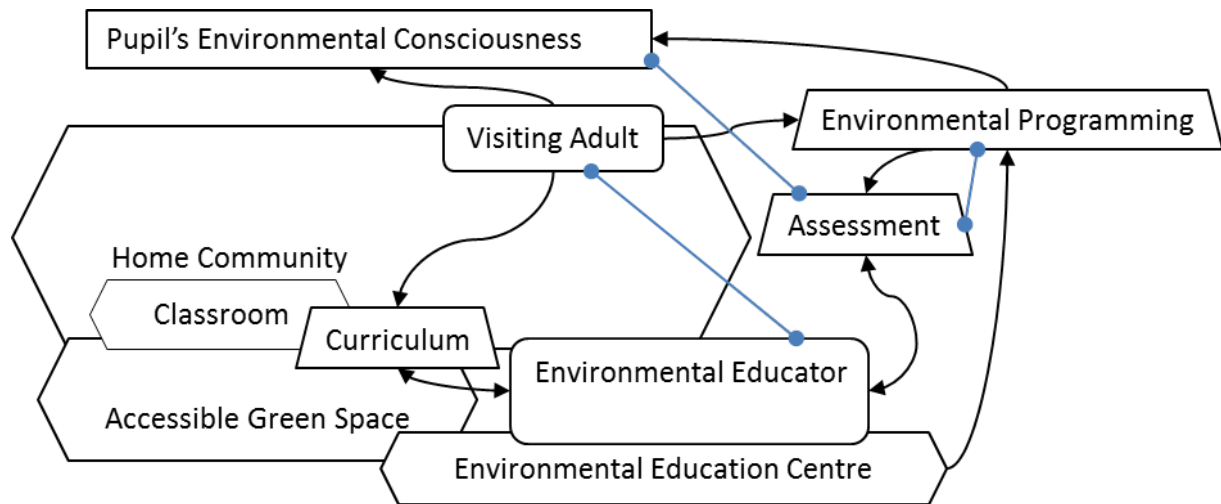 Pupil's Environmental Consciousness
Visiting Adult
Environmental Programming
Assessment
Home Community
Classroom
Curriculum
Environmental Educator
Accessible Green Space
Environmental Education Centre